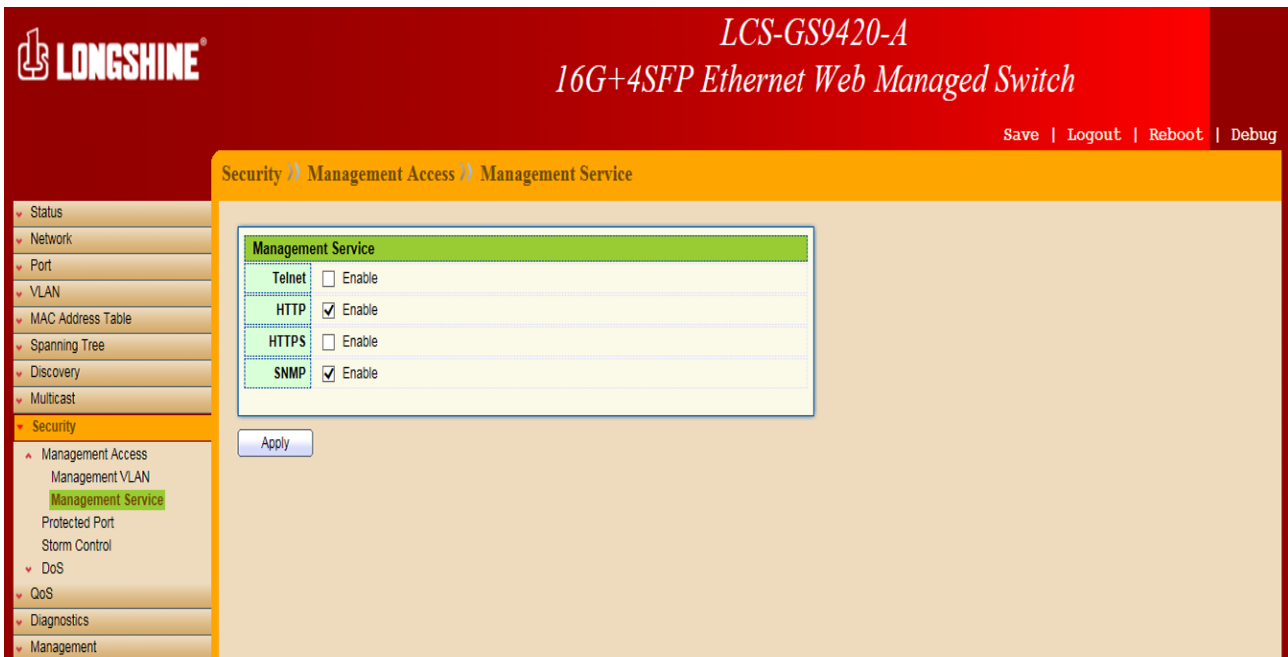 LONGSHINE®
LCS-GS9420-A
16G+4SFP Ethernet Web Managed Switch
Save | Logout | Reboot | Debug
Security » Management Access » Management Service
Status
Network
Port
VLAN
MAC Address Table
Spanning Tree
Discovery
Multicast
Security
Management Access
Management VLAN
Management Service
Protected Port
Storm Control
DoS
QoS
Diagnostics
Management
Management Service
Telnet Enable
HTTP Enable
HTTPS Enable
SNMP Enable
Apply